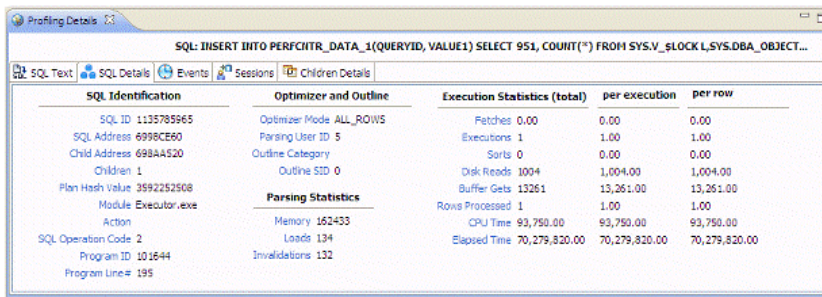 Profiling Details
SQL: INSERT INTO PERFCNTR_DATA_1(QUERYID, VALUE1) SELECT 951, COUNT(*) FROM SYS.V_$LOCK L,SYS.DBA_OBJECT...
SQL Text SQL Details Events Sessions Children Details
SQL Identification
SQL ID 1135785965
SQL Address 6998CE60
Child Address 698AA520
Children 1
Plan Hash Value 3592252508
Module Executor.exe
Action
SQL Operation Code 2
Program ID 101644
Program Line# 195
Optimizer and Outline
Optimizer Mode ALL_ROWS
Parsing User ID 5
Outline Category
Outline SID 0
Parsing Statistics
Memory 162433
Loads 134
Invalidations 132
Execution Statistics (total) per execution per row
Fetches 0.00 0.00 0.00
Executions 1 1.00 1.00
Sorts 0 0.00 0.00
Disk Reads 1004 1,004.00 1,004.00
Buffer Gets 13261 13,261.00 13,261.00
Rows Processed 1 1.00 1.00
CPU Time 93,750.00 93,750.00 93,750.00
Elapsed Time 70,279,820.00 70,279,820.00 70,279,820.00